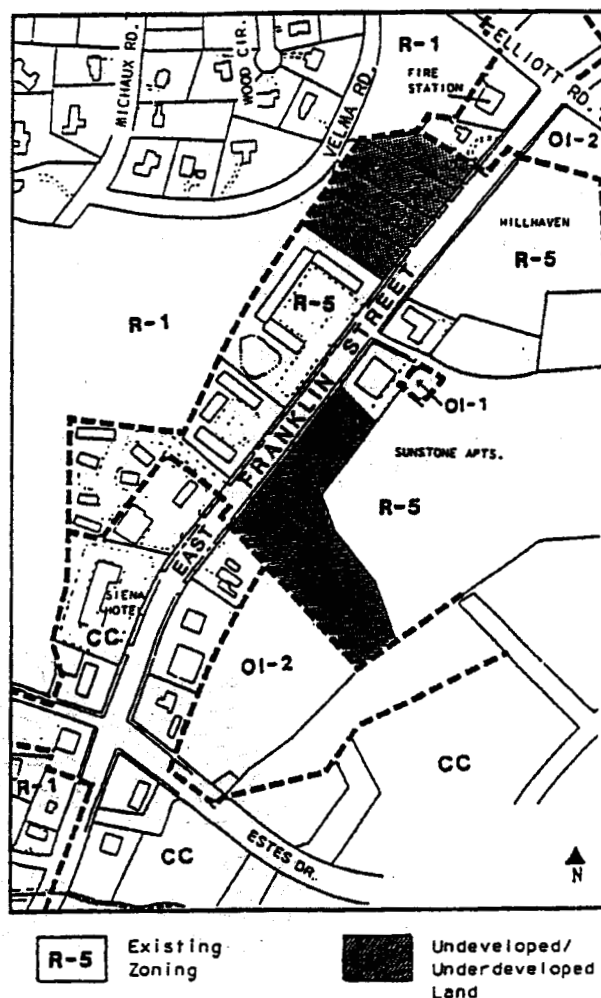 R-1
ELLIOTT RD.
MICHAUX RD.
WOOD CIR.
FIRE
STATION
VELMA RD.
OI-2
HILLHAVEN
R-5
R-5
R-1
EAST FRANKLIN STREET
OI-1
SUNSTONE APTS.
R-5
SIENA
HOTEL
CC
OI-2
CC
R-1
CC
ESTES DR.
N
R-5
Existing
Zoning
Undeveloped/
Underdeveloped
Land